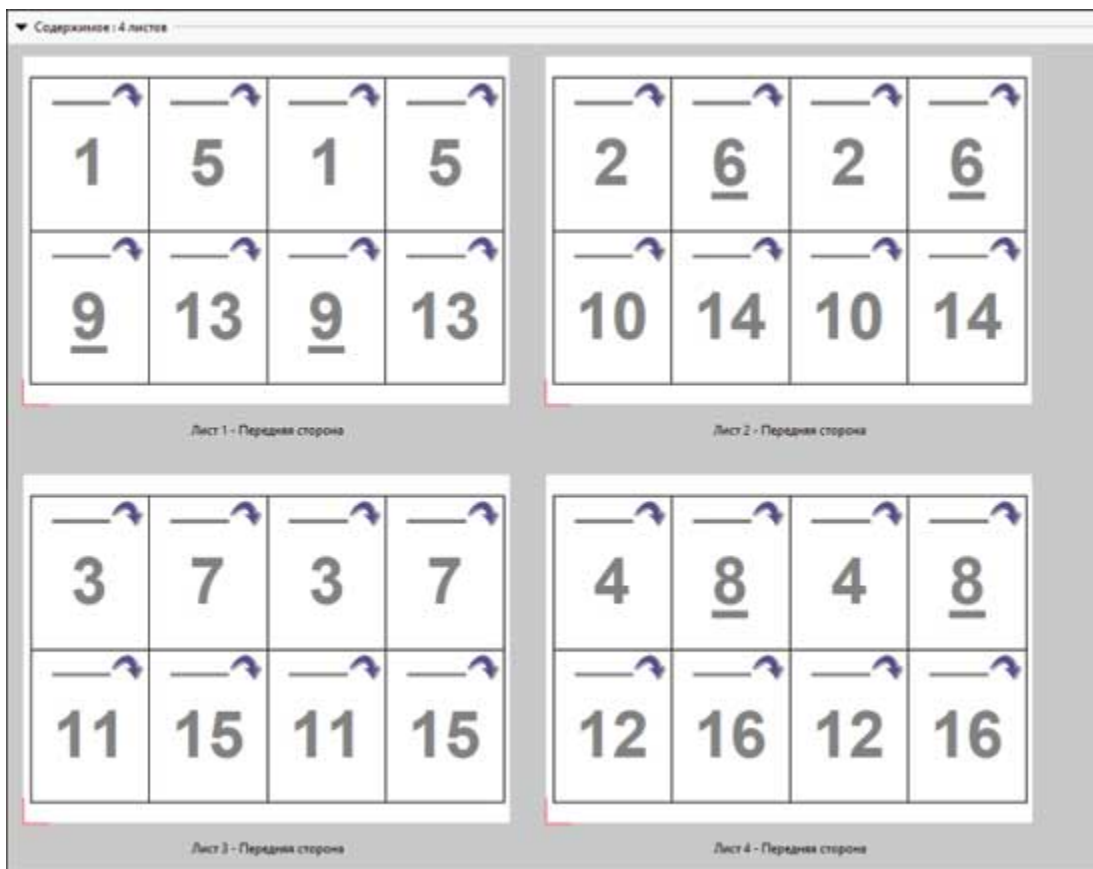 Содержимое : 4 листов
1 5 1 5 2 6 2 6
9 13 9 13 10 14 10 14
Лист 1 - Передняя сторона Лист 2 - Передняя сторона
3 7 3 7 4 8 4 8
11 15 11 15 12 16 12 16
Лист 3 - Передняя сторона Лист 4 - Передняя сторона